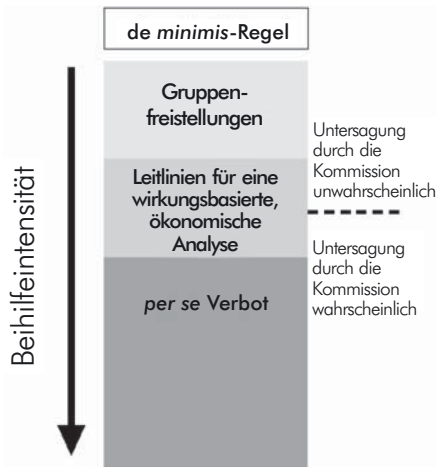 de minimis-Regel
Beihilfeintensität
Gruppen-
freistellungen
Leitlinien für eine
wirkungsbasierte,
ökonomische
Analyse
per se Verbot
Untersagung
durch die
Kommission
unwahrscheinlich
Untersagung
durch die
Kommission
wahrscheinlich